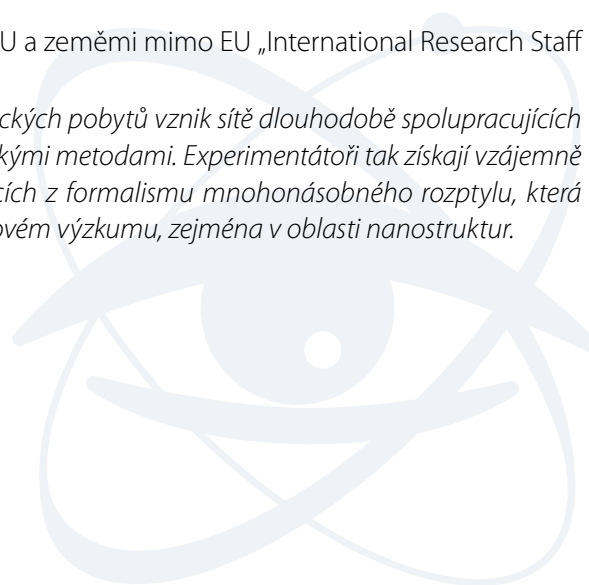 U a zeměmi mimo EU „International Research Staff
ckých pobytů vznik sítě dlouhodobě spolupracujících
kými metodami. Experimentátoři tak získají vzájemně
cích z formalismu mnohonásobného rozptylu, která
ovém výzkumu, zejména v oblasti nanostruktur.